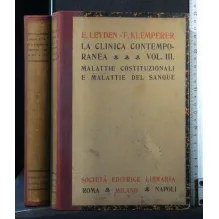 E. LEYDEN - F. KLEMPERER
LA CLINICA CONTEMPO-
RANEA VOL. III.
MALATTIE COSTITUZIONALI
E MALATTIE DEL SANGUE
SOCIETÀ EDITRICE LIBRARIA
ROMA MILANO NAPOLI